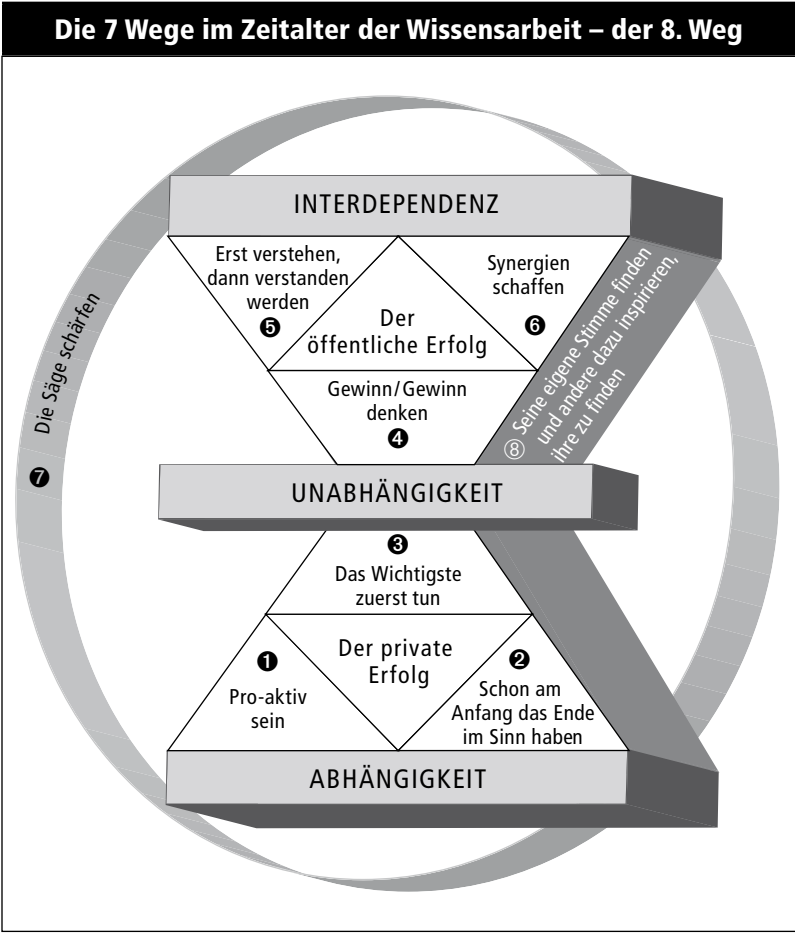 Die 7 Wege im Zeitalter der Wissensarbeit – der 8. Weg
INTERDEPENDENZ
Erst verstehen,
dann verstanden
werden
❺
Der
öffentliche Erfolg
Synergien
schaffen
❻
Gewinn/Gewinn
denken
❹
⑧ Seine eigene Stimme finden
und andere dazu inspirieren,
ihre zu finden
Die Säge schärfen
❼
UNABHÄNGIGKEIT
❸
Das Wichtigste
zuerst tun
❶
Pro-aktiv
sein
Der private
Erfolg
❷
Schon am
Anfang das Ende
im Sinn haben
ABHÄNGIGKEIT